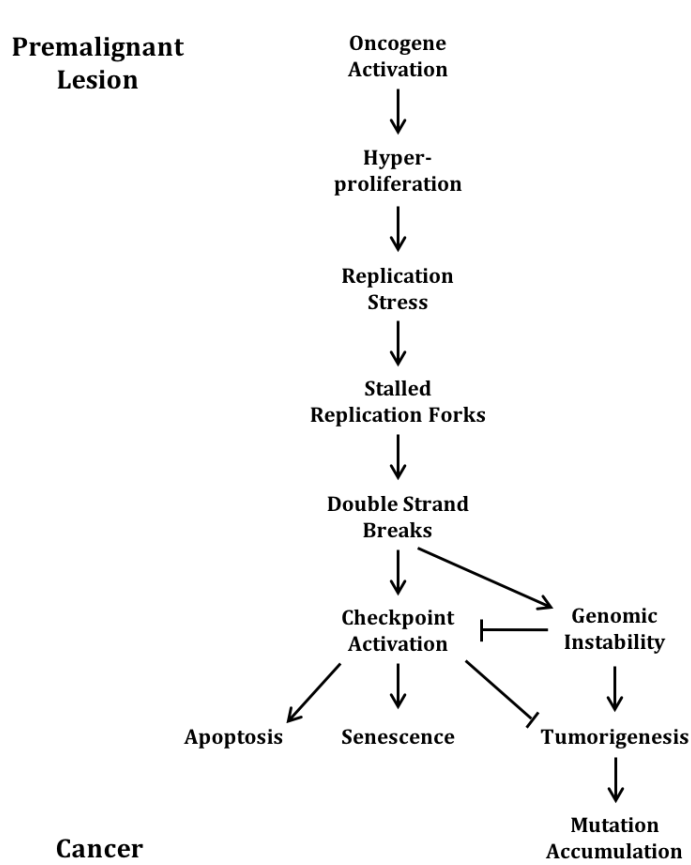 Premalignant
Lesion
Oncogene
Activation
Hyper-
proliferation
Replication
Stress
Stalled
Replication Forks
Double Strand
Breaks
Checkpoint
Activation
Genomic
Instability
Apoptosis
Senescence
Tumorigenesis
Cancer
Mutation
Accumulation